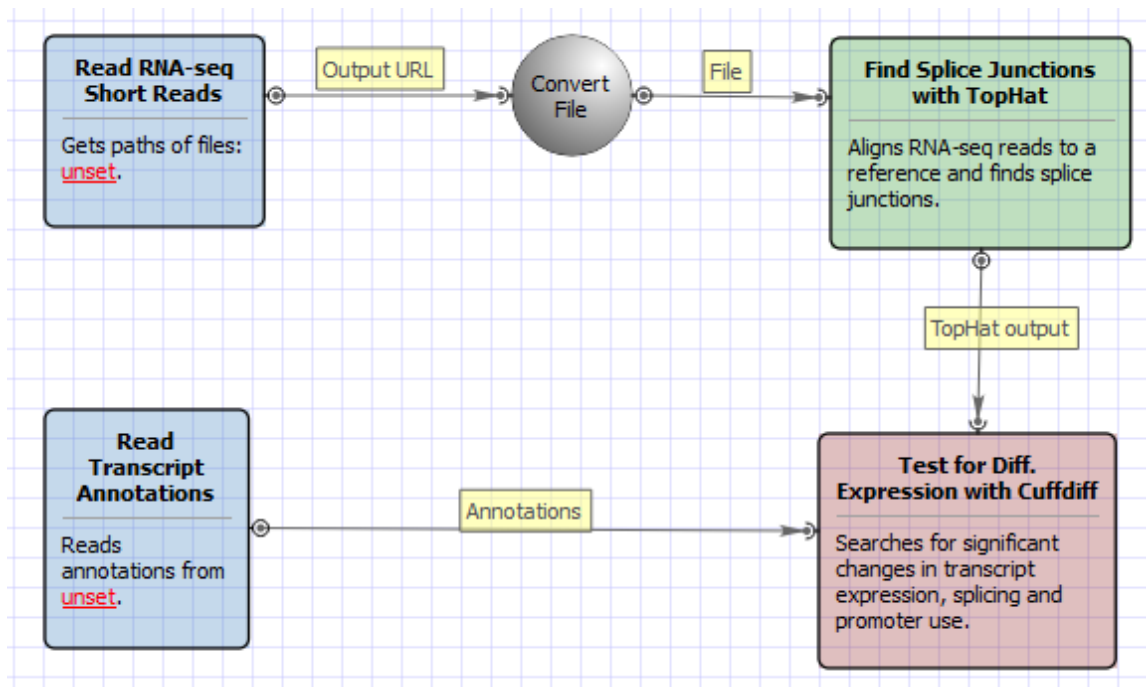 Read RNA-seq
Short Reads
Gets paths of files:
unset.
Output URL
Convert
File
File
Find Splice Junctions
with TopHat
Aligns RNA-seq reads to a
reference and finds splice
junctions.
TopHat output
Read
Transcript
Annotations
Reads
annotations from
unset.
Annotations
Test for Diff.
Expression with Cuffdiff
Searches for significant
changes in transcript
expression, splicing and
promoter use.